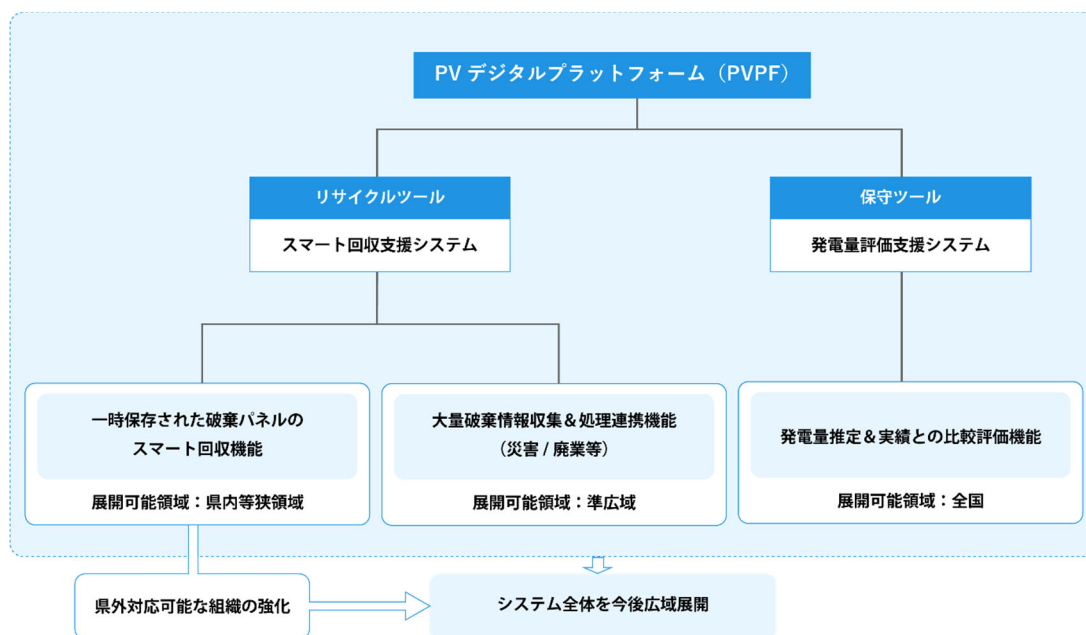 PV デジタルプラットフォーム（PVPF）
リサイクルツール
スマート回収支援システム
保守ツール
発電量評価支援システム
一時保存された破棄パネルの
スマート回収機能
展開可能領域：県内等狭領域
大量破棄情報収集＆処理連携機能
（災害 / 廃業等）
展開可能領域：準広域
発電量推定＆実績との比較評価機能
展開可能領域：全国
県外対応可能な組織の強化
システム全体を今後広域展開